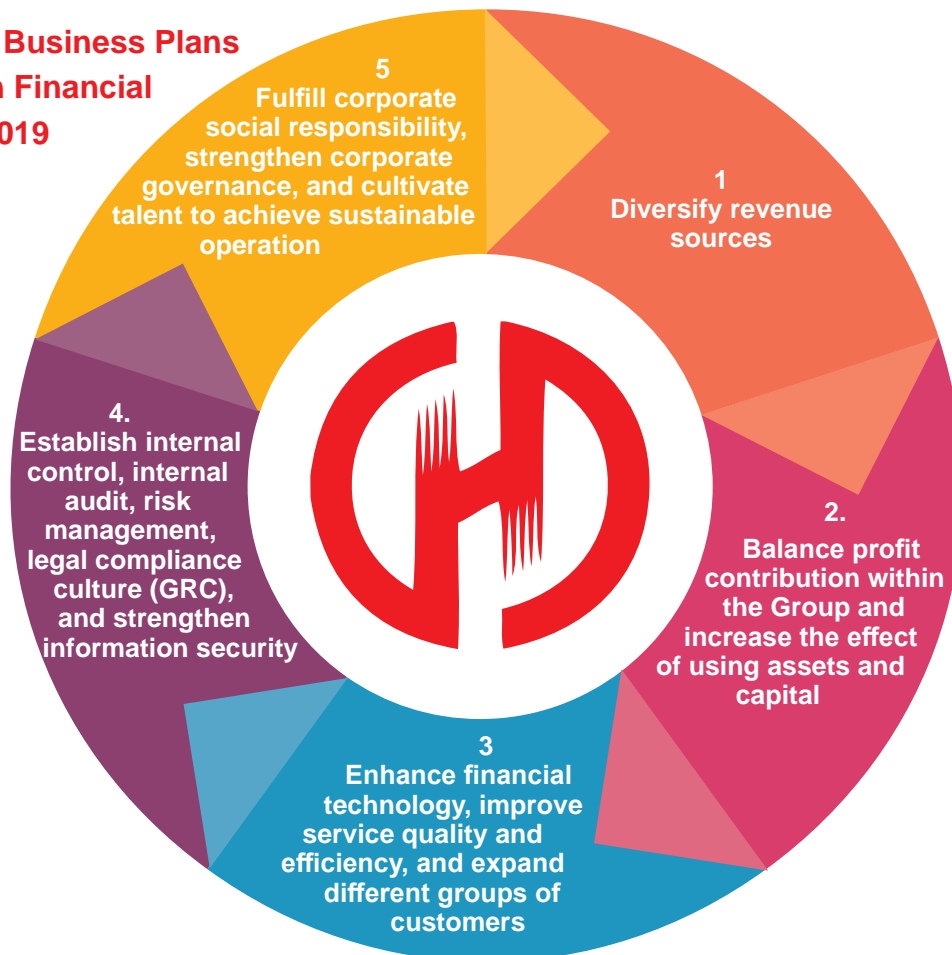 Business Plans
Financial
1
Diversify revenue
sources
2.
Balance profit
contribution within
the Group and
increase the effect
of using assets and
capital
3
Enhance financial
technology, improve
service quality and
efficiency, and expand
different groups of
customers
4.
Establish internal
control, internal
audit, risk
management,
legal compliance
culture (GRC),
and strengthen
information security
5
Fulfill corporate
social responsibility,
strengthen corporate
governance, and cultivate
talent to achieve sustainable
operation